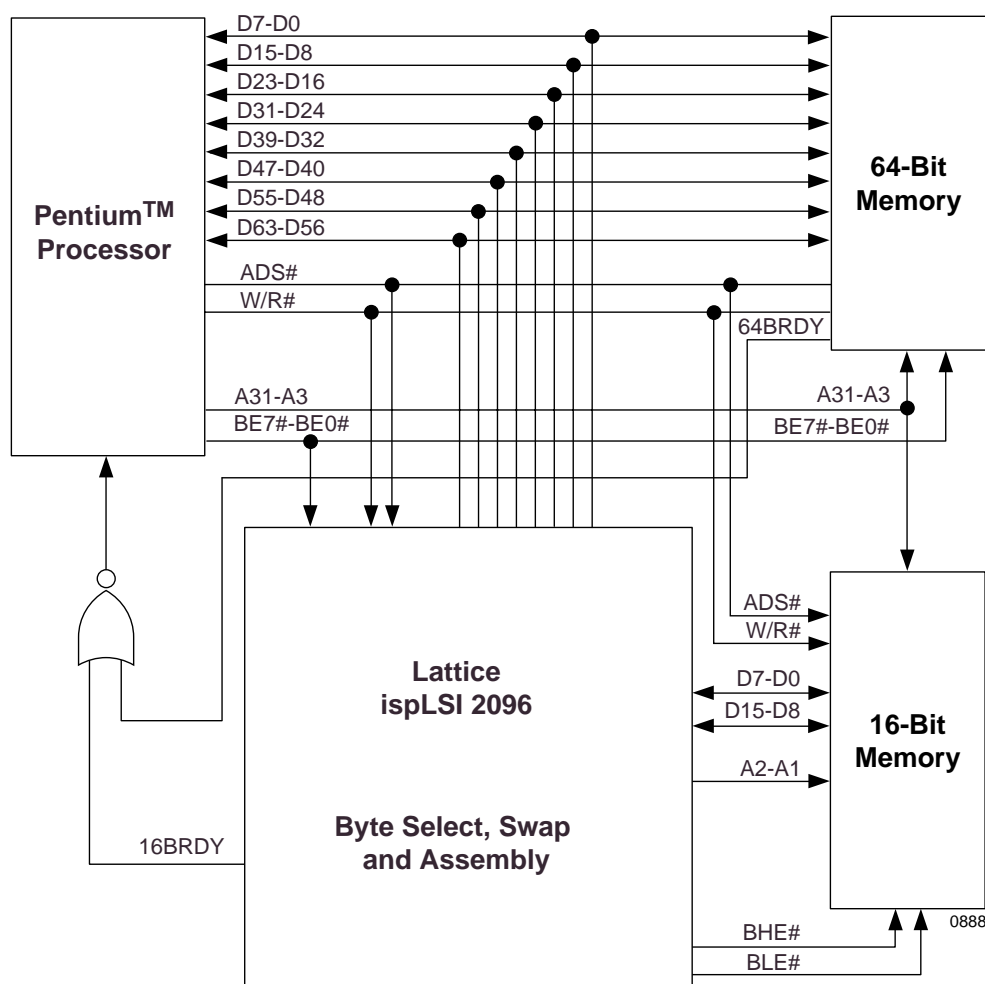 D7-D0
D15-D8
D23-D16
D31-D24
D39-D32
D47-D40
D55-D48
D63-D56
Pentium™
Processor
64-Bit
Memory
ADS#
W/R#
64BRDY
A31-A3
A31-A3
BE7#-BE0#
BE7#-BE0#
ADS#
W/R#
Lattice
ispLSI 2096
D7-D0
D15-D8
16-Bit
Memory
A2-A1
Byte Select, Swap
and Assembly
16BRDY
BHE#
BLE#
0888